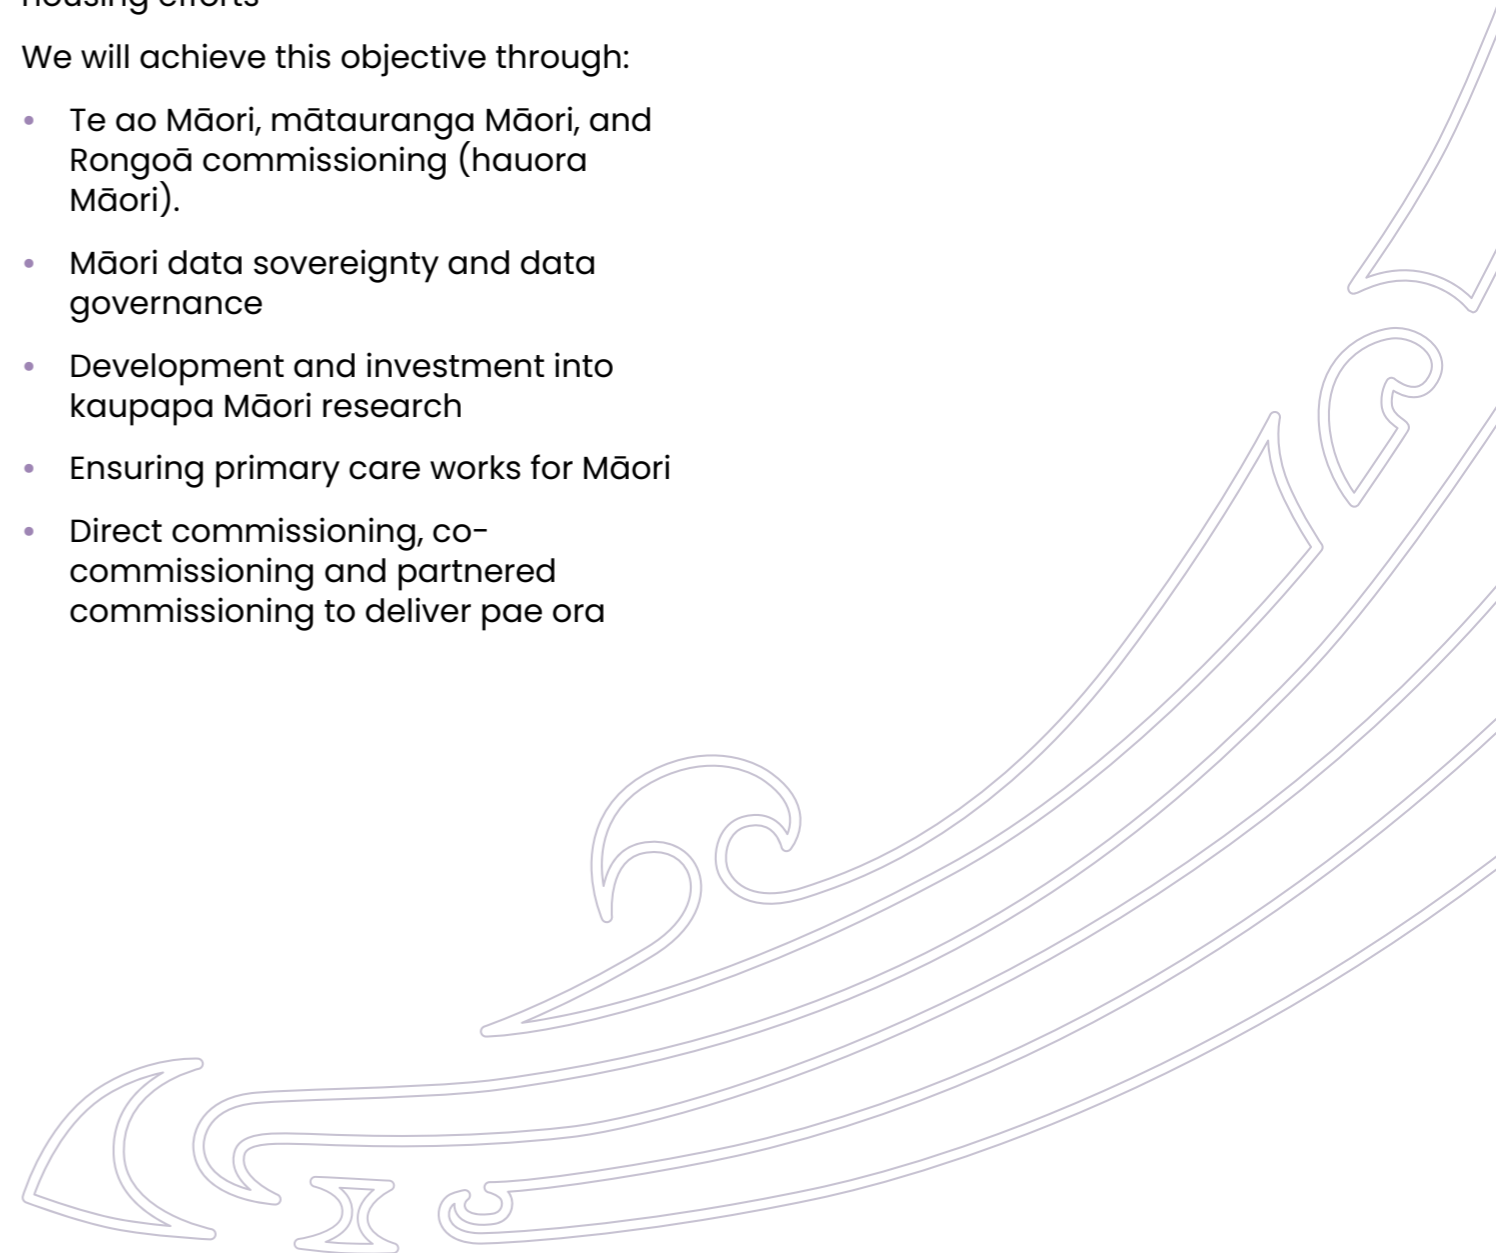 housing efforts
We will achieve this objective through:
• Te ao Māori, mātauranga Māori, and
Rongoā commissioning (hauora
Māori).
• Māori data sovereignty and data
governance
• Development and investment into
kaupapa Māori research
• Ensuring primary care works for Māori
• Direct commissioning, co-
commissioning and partnered
commissioning to deliver pae ora